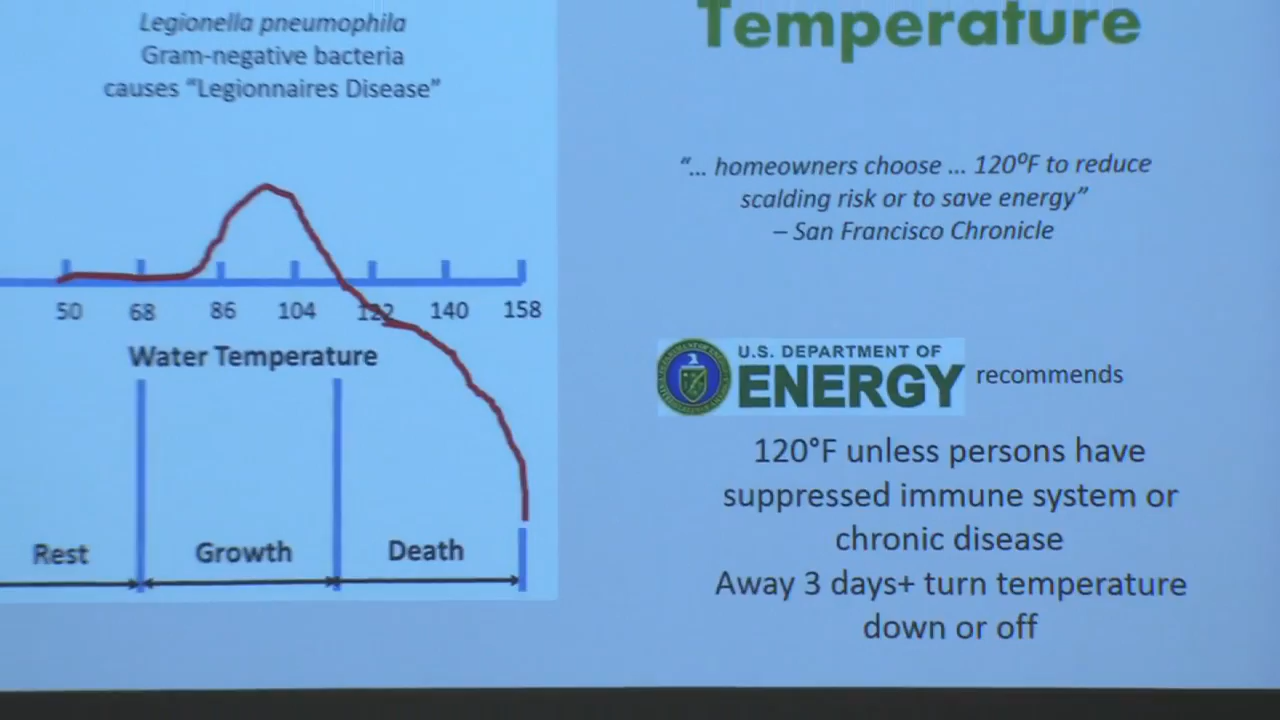 Legionella pneumophila
Gram-negative bacteria
causes “Legionnaires Disease”
50 68 86 104 122 140 158
Water Temperature
Rest Growth Death
Temperature
“... homeowners choose ... 120⁰F to reduce
scalding risk or to save energy”
– San Francisco Chronicle
U.S. DEPARTMENT OF
ENERGY recommends
120°F unless persons have
suppressed immune system or
chronic disease
Away 3 days+ turn temperature
down or off